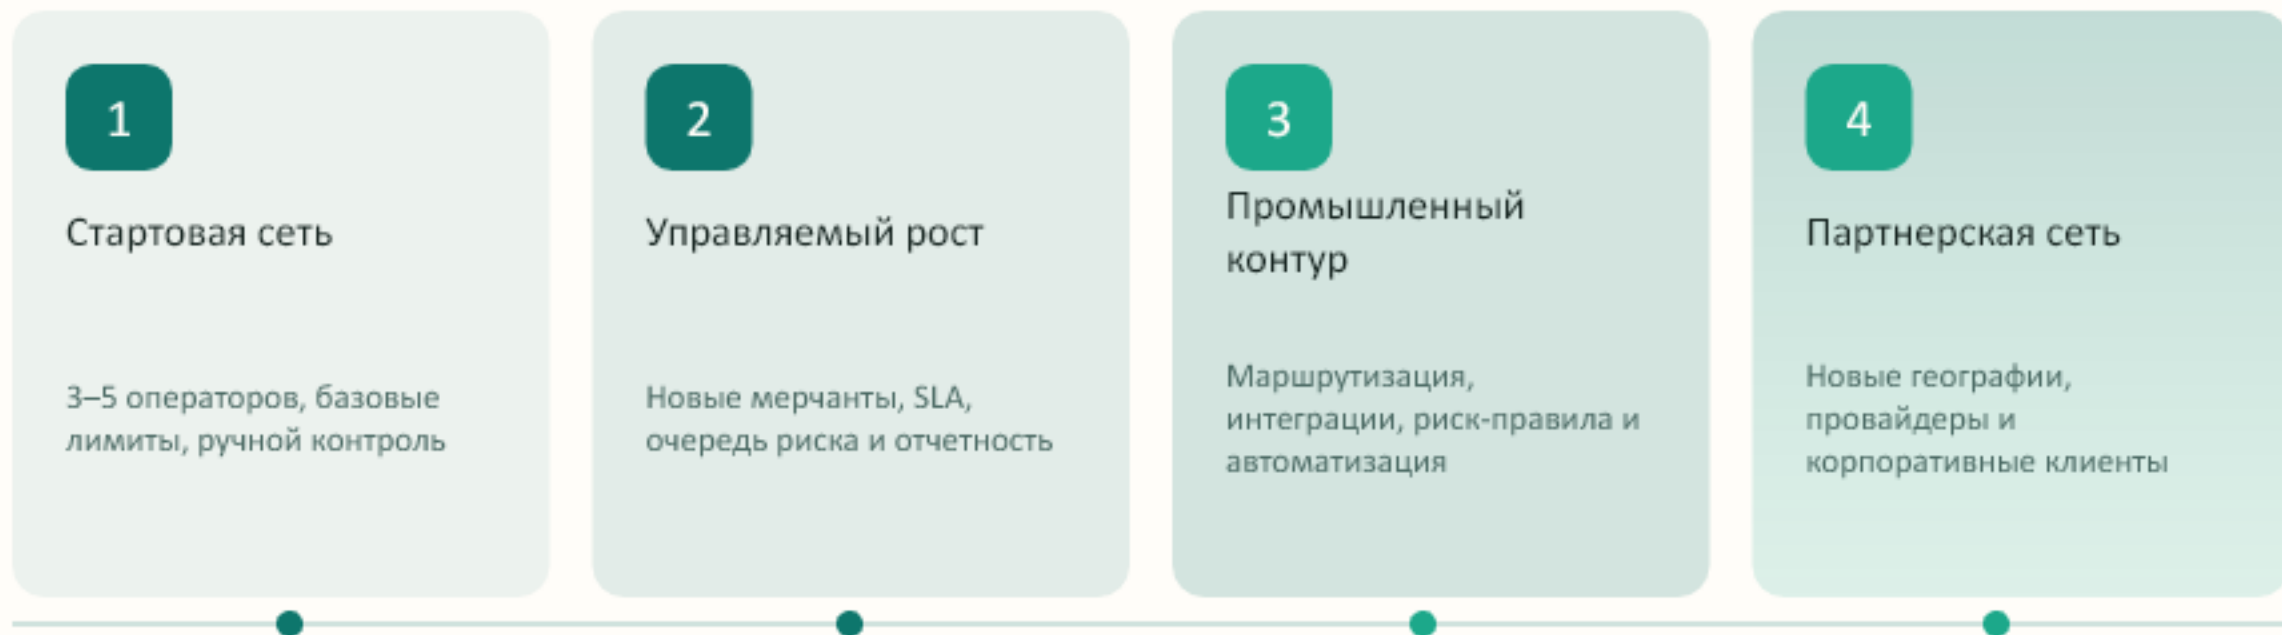 1
Стартовая сеть
3–5 операторов, базовые
лимиты, ручной контроль
2
Управляемый рост
Новые мерчанты, SLA,
очередь риска и отчетность
3
Промышленный
контур
Маршрутизация,
интеграции, риск-правила и
автоматизация
4
Партнерская сеть
Новые географии,
провайдеры и
корпоративные клиенты